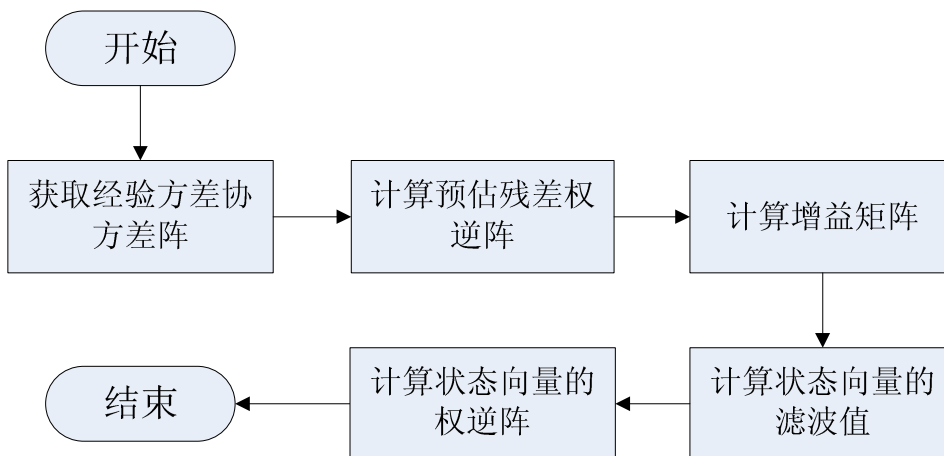 开始
获取经验方差协
方差阵
计算预估残差权
逆阵
计算增益矩阵
计算状态向量的
滤波值
计算状态向量的
权逆阵
结束